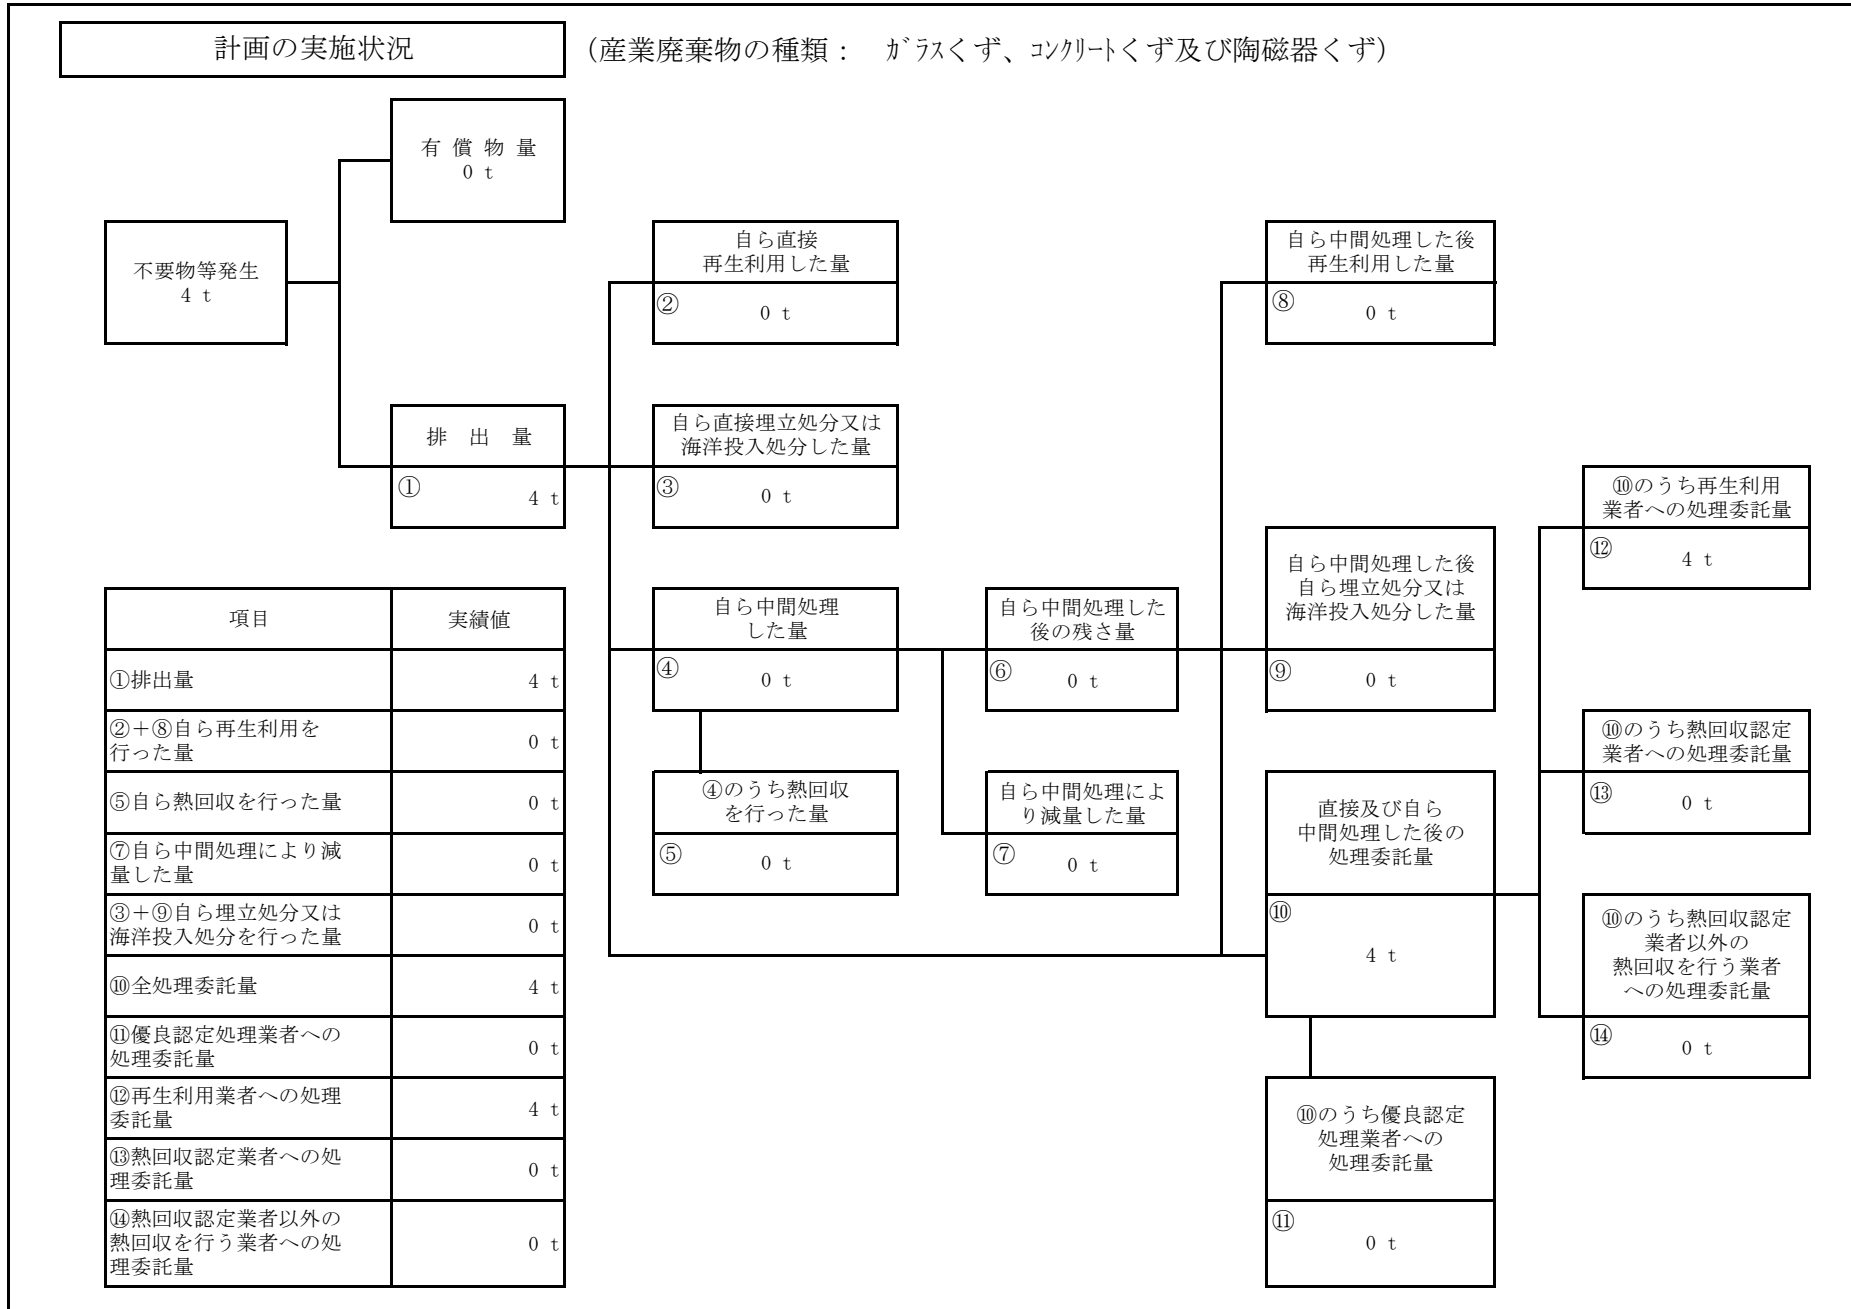 計画の実施状況
（産業廃棄物の種類： ｶﾞﾗｽくず、ｺﾝｸﾘｰﾄくず及び陶磁器くず）
有償物量
0 t
不要物等発生
4 t
排出量
①
4 t
自ら直接
再生利用した量
②
0 t
自ら直接埋立処分又は
海洋投入処分した量
③
0 t
自ら中間処理
した量
④
0 t
④のうち熱回収
を行った量
⑤
0 t
自ら中間処理した
後の残さ量
⑥
0 t
自ら中間処理によ
り減量した量
⑦
0 t
自ら中間処理した後
再生利用した量
⑧
0 t
自ら中間処理した後
自ら埋立処分又は
海洋投入処分した量
⑨
0 t
直接及び自ら
中間処理した後の
処理委託量
⑩
4 t
⑩のうち優良認定
処理業者への
処理委託量
⑪
0 t
⑩のうち再生利用
業者への処理委託量
⑫
4 t
⑩のうち熱回収認定
業者への処理委託量
⑬
0 t
⑩のうち熱回収認定
業者以外の
熱回収を行う業者
への処理委託量
⑭
0 t
項目 実績値
①排出量 4 t
②＋⑧自ら再生利用を
行った量
0 t
⑤自ら熱回収を行った量 0 t
⑦自ら中間処理により減
量した量
0 t
③＋⑨自ら埋立処分又は
海洋投入処分を行った量
0 t
⑩全処理委託量 4 t
⑪優良認定処理業者への
処理委託量
0 t
⑫再生利用業者への処理
委託量
4 t
⑬熱回収認定業者への処
理委託量
0 t
⑭熱回収認定業者以外の
熱回収を行う業者への処
理委託量
0 t